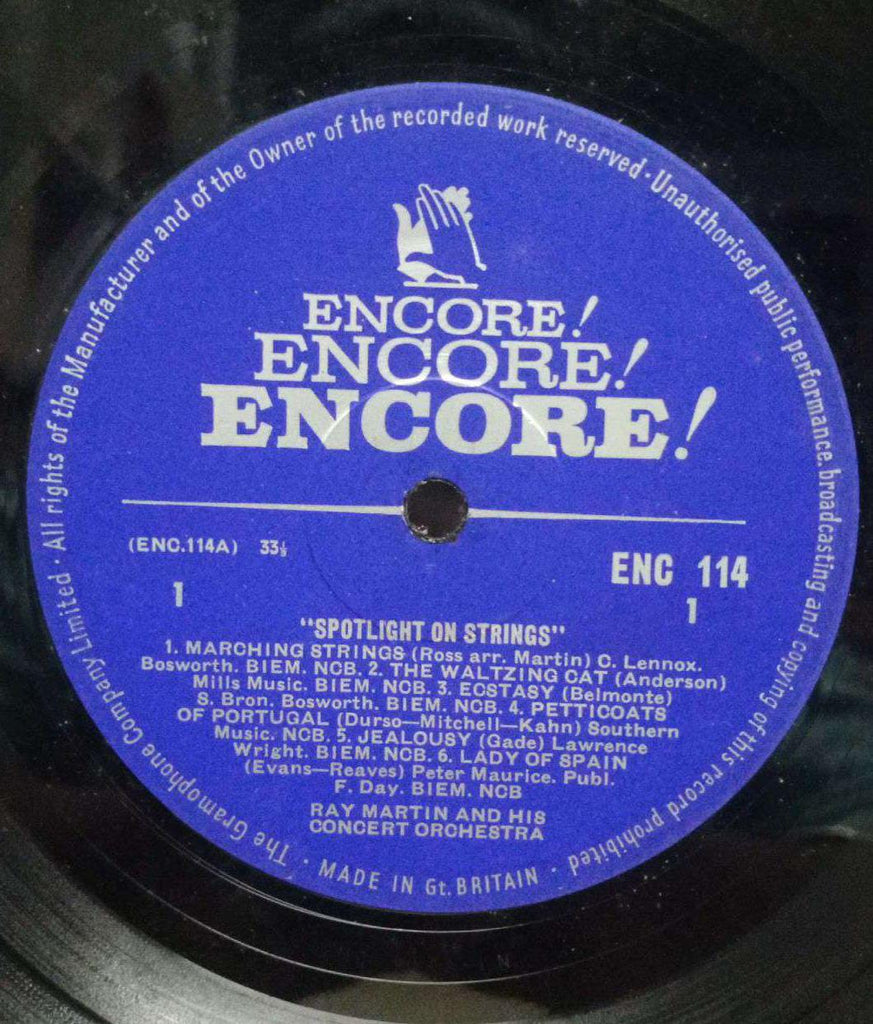 The Gramophone Company Limited · All rights of the Manufacturer and of the Owner of the recorded work reserved · Unauthorised public performance. broadcasting and copying of this record prohibited ·
ENCORE!
ENCORE!
ENCORE!
(ENC.114A) 33⅓
ENC 114
1
1
"SPOTLIGHT ON STRINGS"
1. MARCHING STRINGS (Ross arr. Martin) C. Lennox.
Bosworth. BIEM. NCB. 2. THE WALTZING CAT (Anderson)
Mills Music. BIEM. NCB. 3. ECSTASY (Belmonte)
S. Bron. Bosworth. BIEM. NCB. 4. PETTICOATS
OF PORTUGAL (Durso—Mitchell—Kahn) Southern
Music. NCB. 5. JEALOUSY (Gade) Lawrence
Wright. BIEM. NCB. 6. LADY OF SPAIN
(Evans—Reaves) Peter Maurice. Publ.
F. Day. BIEM. NCB
RAY MARTIN AND HIS
CONCERT ORCHESTRA
MADE IN Gt. BRITAIN ·